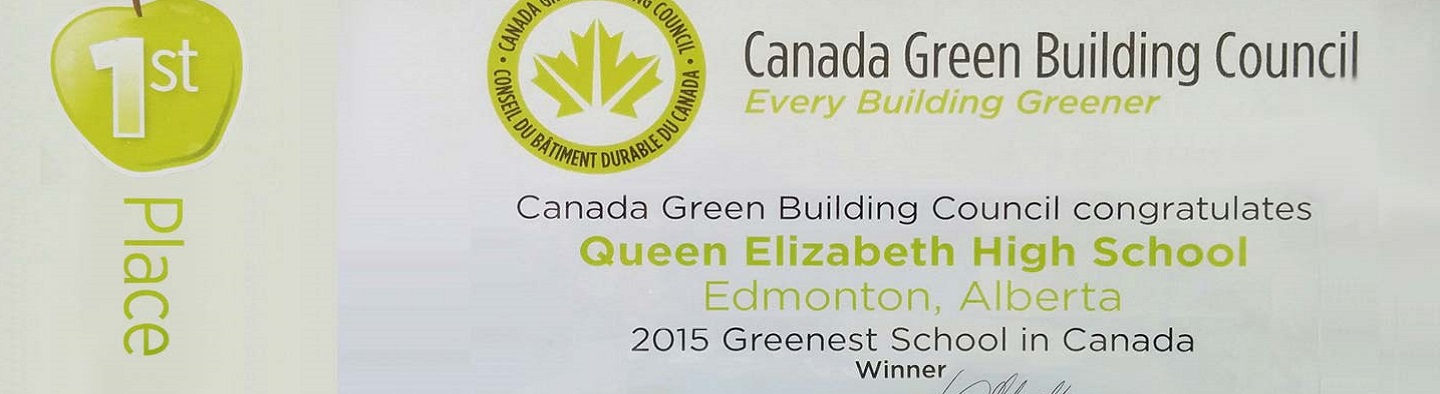 1st
Place
CANADA GREEN BUILDING COUNCIL
CONSEIL DU BÂTIMENT DURABLE DU CANADA
Canada Green Building Council
Every Building Greener
Canada Green Building Council congratulates
Queen Elizabeth High School
Edmonton, Alberta
2015 Greenest School in Canada
Winner